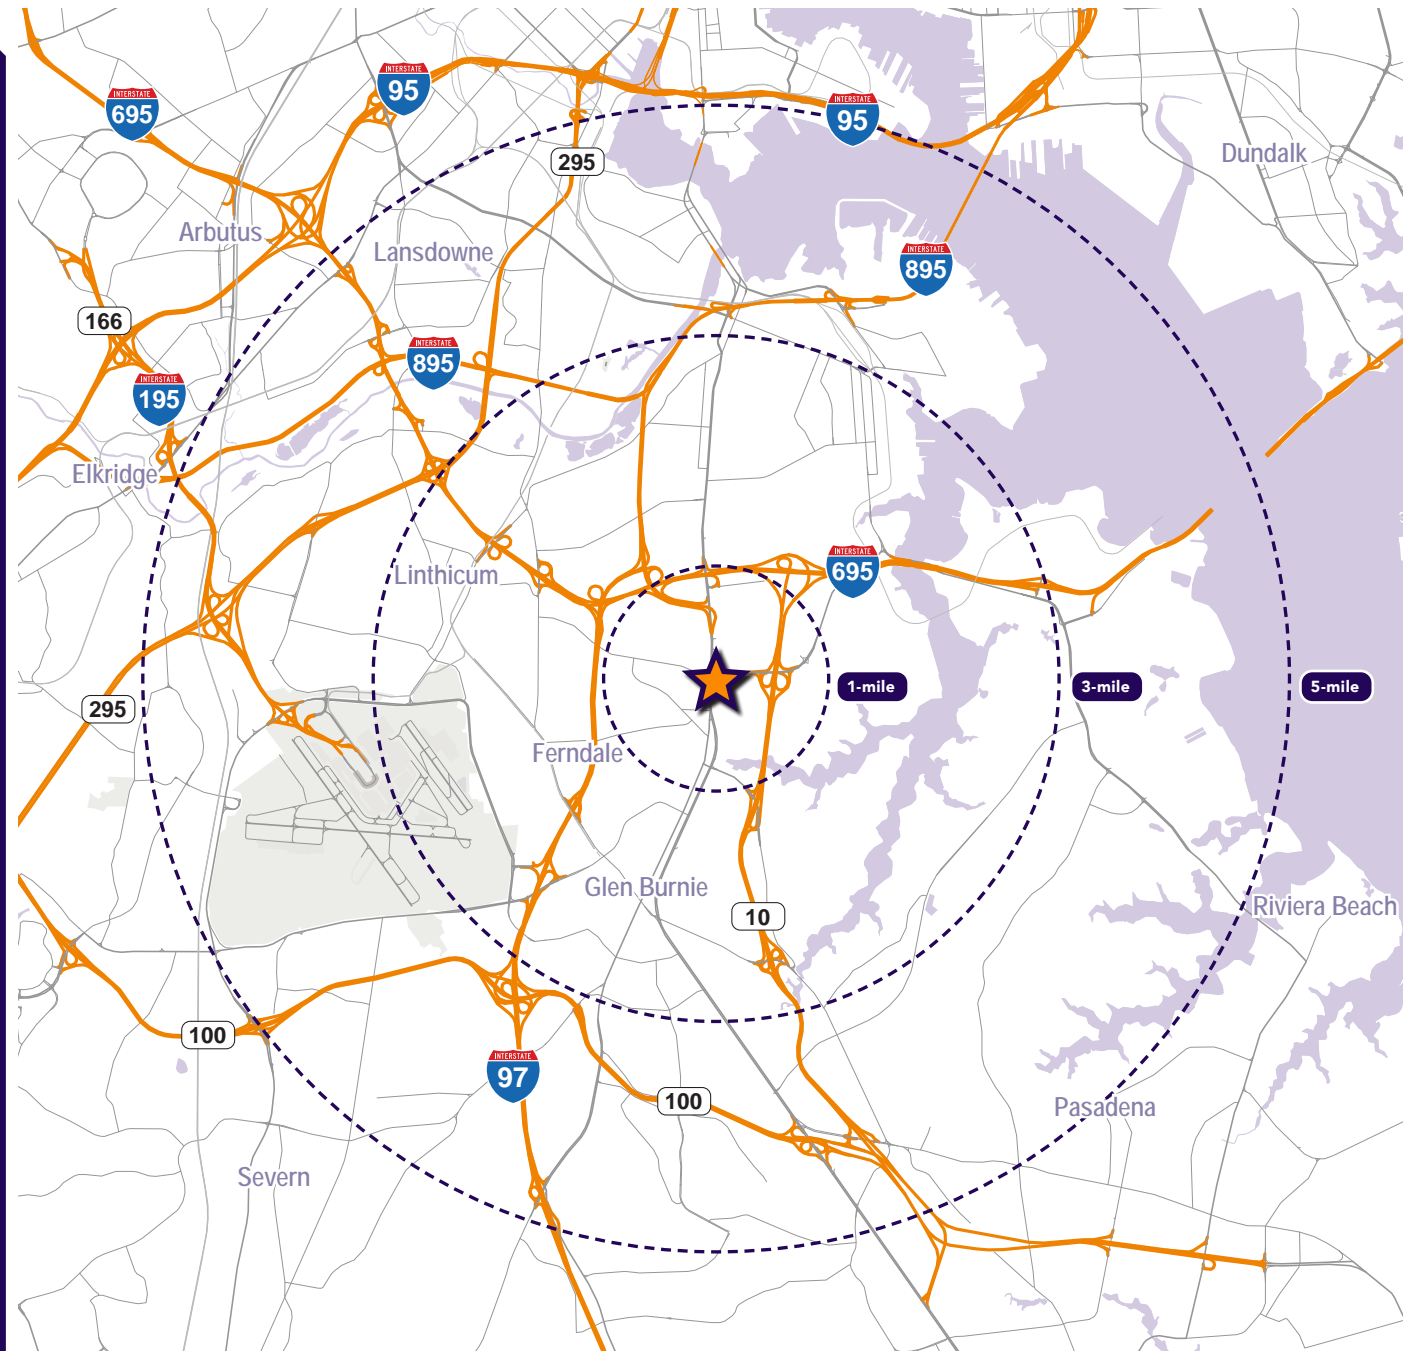 INTERSTATE
95
INTERSTATE
695
INTERSTATE
95
295
Dundalk
Arbutus
Lansdowne
INTERSTATE
895
166
INTERSTATE
895
INTERSTATE
195
Elkridge
INTERSTATE
695
Linthicum
1-mile
3-mile
5-mile
295
Ferndale
Glen Burnie
Riviera Beach
10
100
INTERSTATE
97
100
Pasadena
Severn